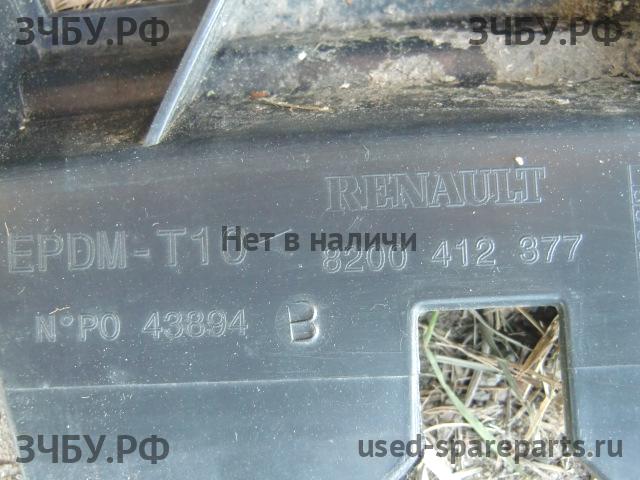 ЗЧБУ.РФ ЗЧБУ.РФ
RENAULT
EPDM-T10 Нет в наличи
8200 412 377
N°PO 43894 B
ЗЧБУ.РФ used-spareparts.ru